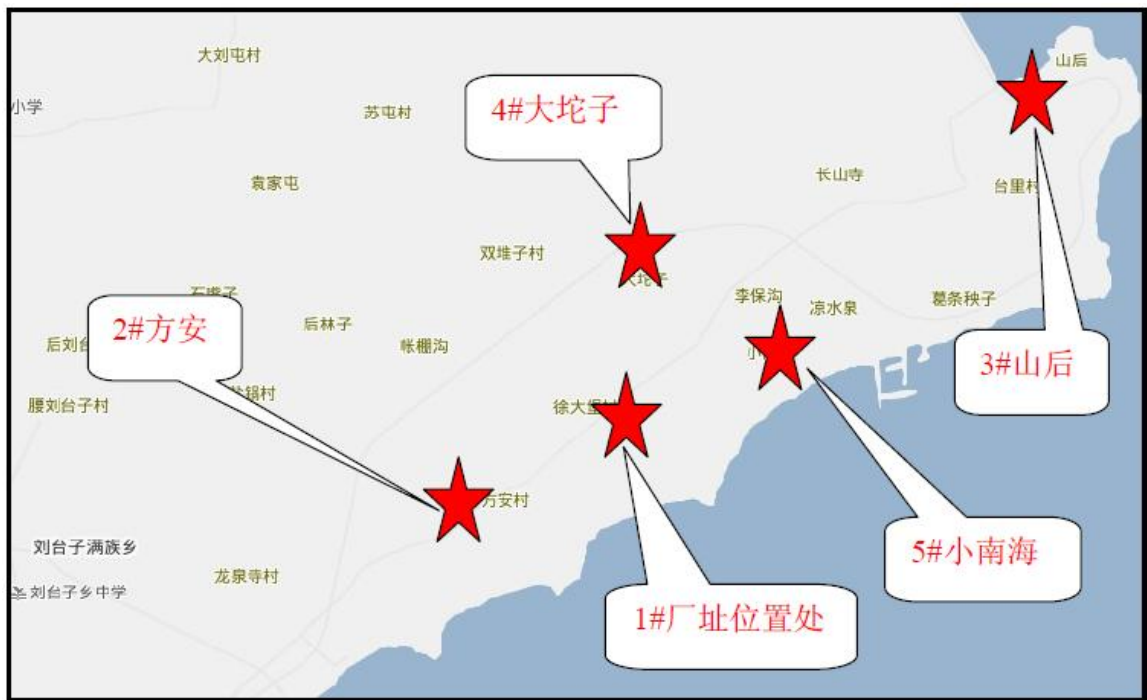 山后
大刘屯村
小学
4#大坨子
苏屯村
长山寺
袁家屯
台里村
双堆子村
李保沟
凉水泉
葛条秧子
2#方安
后林子
帐棚沟
3#山后
腰刘台子村
徐大堡村
方安村
刘台子满族乡
5#小南海
龙泉寺村
刘台子乡中学
1#厂址位置处